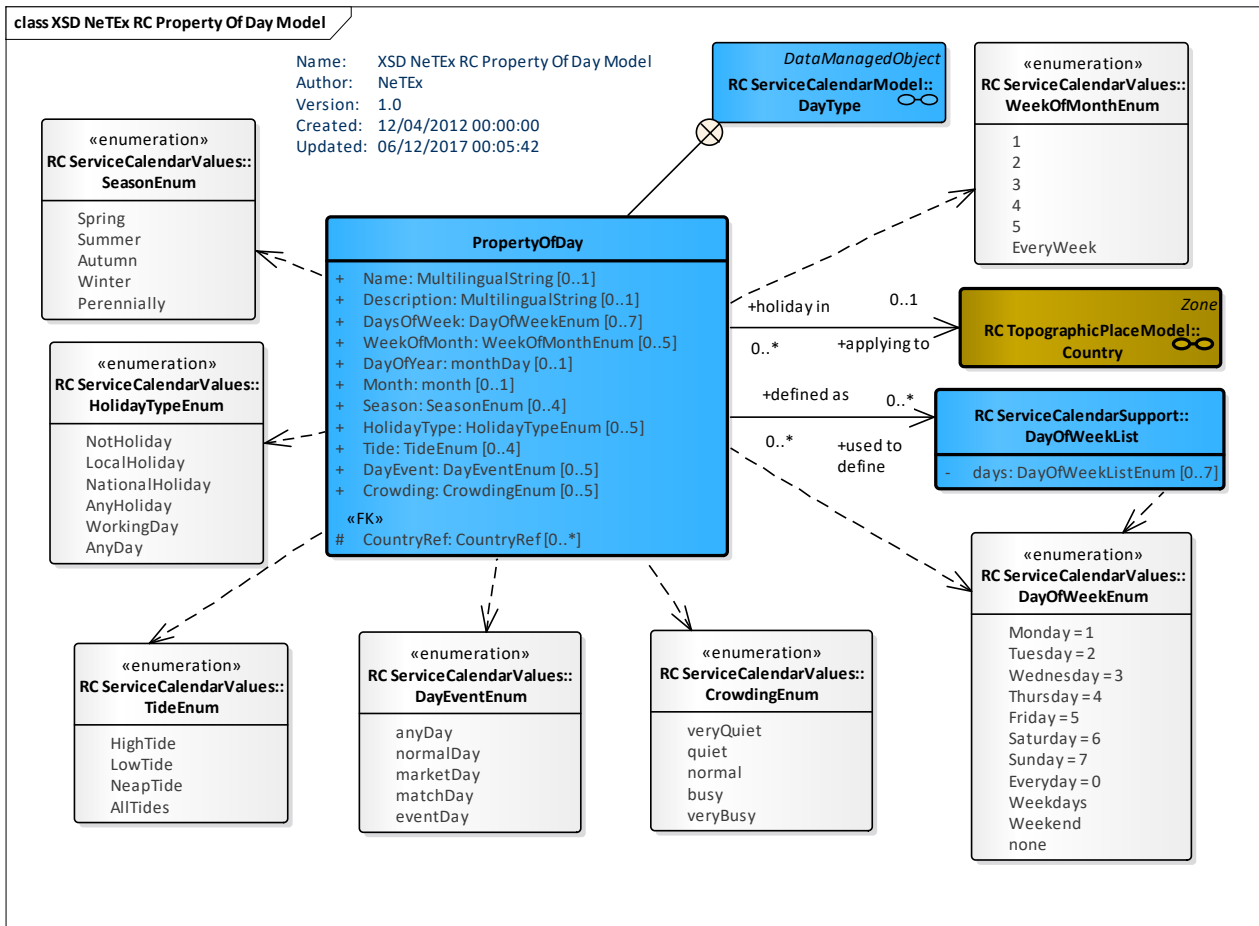 class XSD NeTEx RC Property Of Day Model
Name: XSD NeTEx RC Property Of Day Model
Author: NeTEx
Version: 1.0
Created: 12/04/2012 00:00:00
Updated: 06/12/2017 00:05:42
DataManagedObject
RC ServiceCalendarModel::
DayType
«enumeration»
RC ServiceCalendarValues::
WeekOfMonthEnum
1
2
3
4
5
EveryWeek
«enumeration»
RC ServiceCalendarValues::
SeasonEnum
Spring
Summer
Autumn
Winter
Perennially
PropertyOfDay
+ Name: MultilingualString [0..1]
+ Description: MultilingualString [0..1]
+ DaysOfWeek: DayOfWeekEnum [0..7]
+ WeekOfMonth: WeekOfMonthEnum [0..5]
+ DayOfYear: monthDay [0..1]
+ Month: month [0..1]
+ Season: SeasonEnum [0..4]
+ HolidayType: HolidayTypeEnum [0..5]
+ Tide: TideEnum [0..4]
+ DayEvent: DayEventEnum [0..5]
+ Crowding: CrowdingEnum [0..5]
«FK»
# CountryRef: CountryRef [0..*]
+holiday in 0..1
0..* +applying to
Zone
RC TopographicPlaceModel::
Country
+defined as 0..*
0..* +used to
define
RC ServiceCalendarSupport::
DayOfWeekList
- days: DayOfWeekListEnum [0..7]
«enumeration»
RC ServiceCalendarValues::
HolidayTypeEnum
NotHoliday
LocalHoliday
NationalHoliday
AnyHoliday
WorkingDay
AnyDay
«enumeration»
RC ServiceCalendarValues::
DayOfWeekEnum
Monday = 1
Tuesday = 2
Wednesday = 3
Thursday = 4
Friday = 5
Saturday = 6
Sunday = 7
Everyday = 0
Weekdays
Weekend
none
«enumeration»
RC ServiceCalendarValues::
TideEnum
HighTide
LowTide
NeapTide
AllTides
«enumeration»
RC ServiceCalendarValues::
DayEventEnum
anyDay
normalDay
marketDay
matchDay
eventDay
«enumeration»
RC ServiceCalendarValues::
CrowdingEnum
veryQuiet
quiet
normal
busy
veryBusy